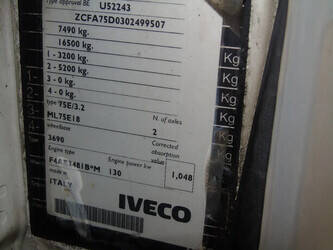 Type approval BE U52243
ZCFA75D0302499507
7490 kg.
16500 kg.
1- 3200 kg.
2- 5200 kg.
3- 0 kg.
4- 0 kg.
type 75E/3.2
ML75E18
N. of axles
2
wheelbase
3690
Corrected absorption value
1,048
Engine type
Engine power kw
130
made in
ITALY
IVECO
Kg
Kg
Kg
Kg
Kg
Kg